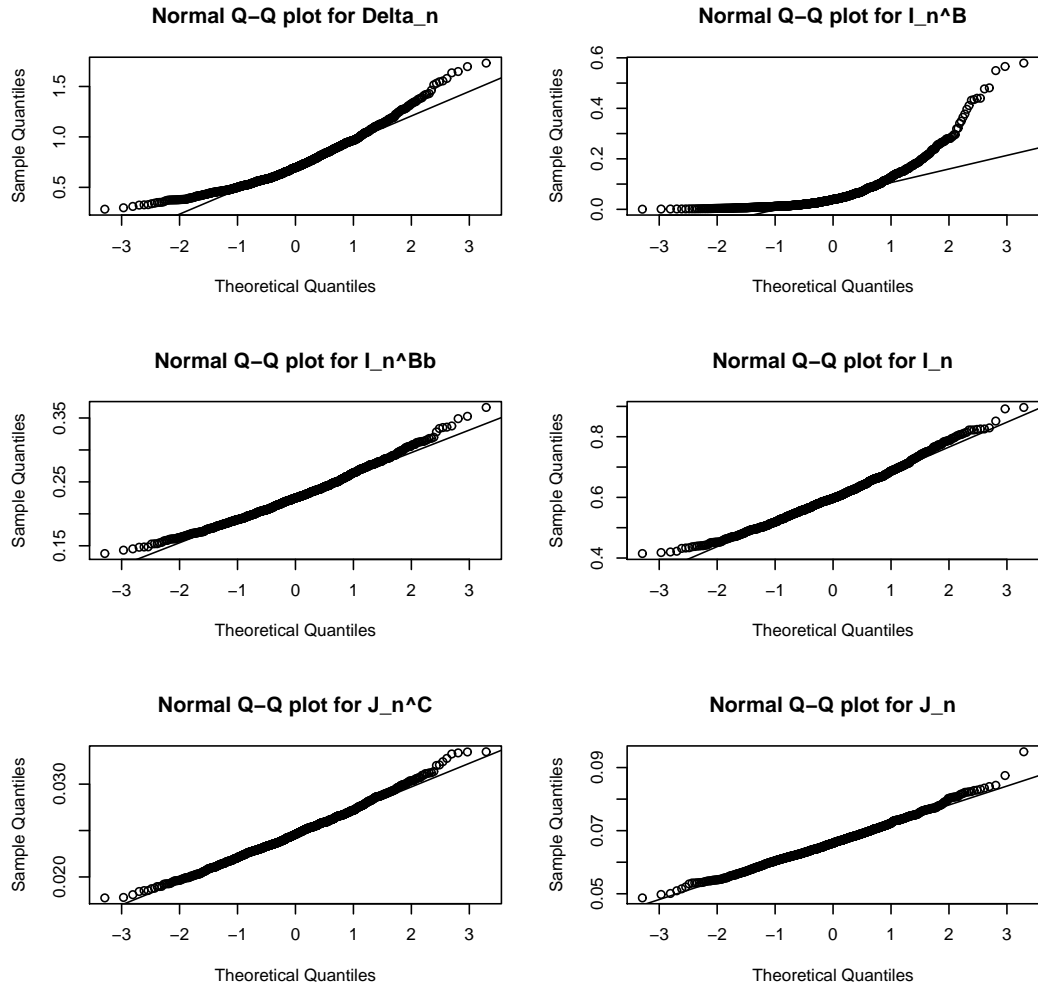 Normal Q−Q plot for Delta_n
Sample Quantiles
0.5 1.0 1.5
−3 −2 −1 0 1 2 3
Theoretical Quantiles
Normal Q−Q plot for I_n^B
Sample Quantiles
0.0 0.2 0.4 0.6
−3 −2 −1 0 1 2 3
Theoretical Quantiles
Normal Q−Q plot for I_n^Bb
Sample Quantiles
0.15 0.25 0.35
−3 −2 −1 0 1 2 3
Theoretical Quantiles
Normal Q−Q plot for I_n
Sample Quantiles
0.4 0.6 0.8
−3 −2 −1 0 1 2 3
Theoretical Quantiles
Normal Q−Q plot for J_n^C
Sample Quantiles
0.020 0.030
−3 −2 −1 0 1 2 3
Theoretical Quantiles
Normal Q−Q plot for J_n
Sample Quantiles
0.05 0.07 0.09
−3 −2 −1 0 1 2 3
Theoretical Quantiles